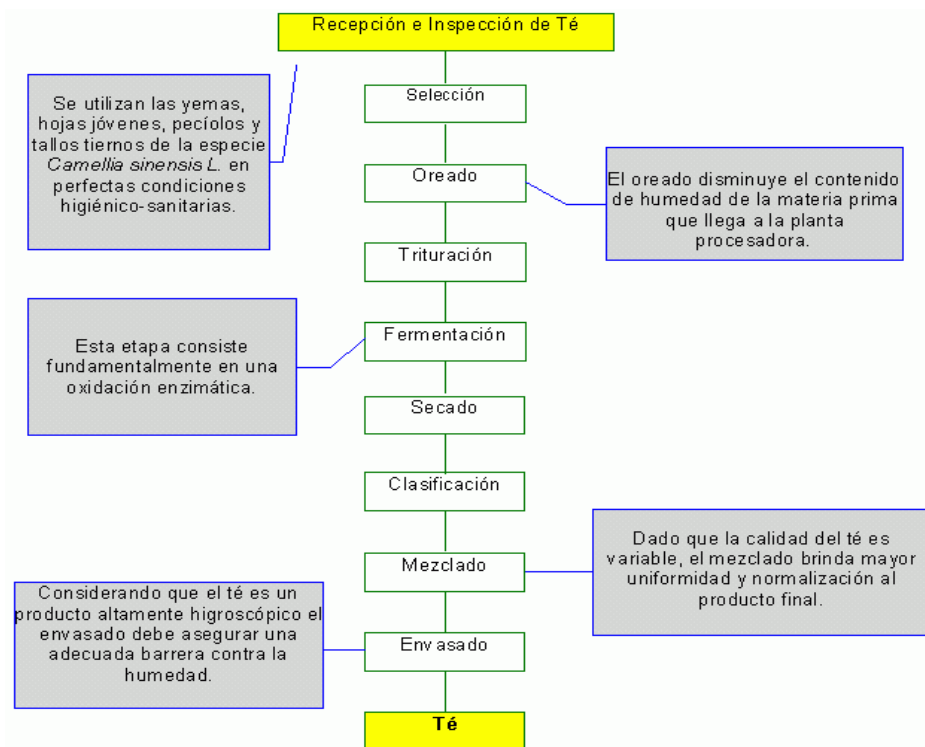 Recepción e Inspección de Té
Se utilizan las yemas,
hojas jóvenes, pecíolos y
tallos tiernos de la especie
Camellia sinensis L. en
perfectas condiciones
higiénico-sanitarias.
Selección
Oreado
El oreado disminuye el contenido
de humedad de la materia prima
que llega a la planta
procesadora.
Trituración
Fermentación
Esta etapa consiste
fundamentalmente en una
oxidación enzimática.
Secado
Clasificación
Mezclado
Dado que la calidad del té es
variable, el mezclado brinda mayor
uniformidad y normalización al
producto final.
Considerando que el té es un
producto altamente higroscópico el
envasado debe asegurar una
adecuada barrera contra la
humedad.
Envasado
Té